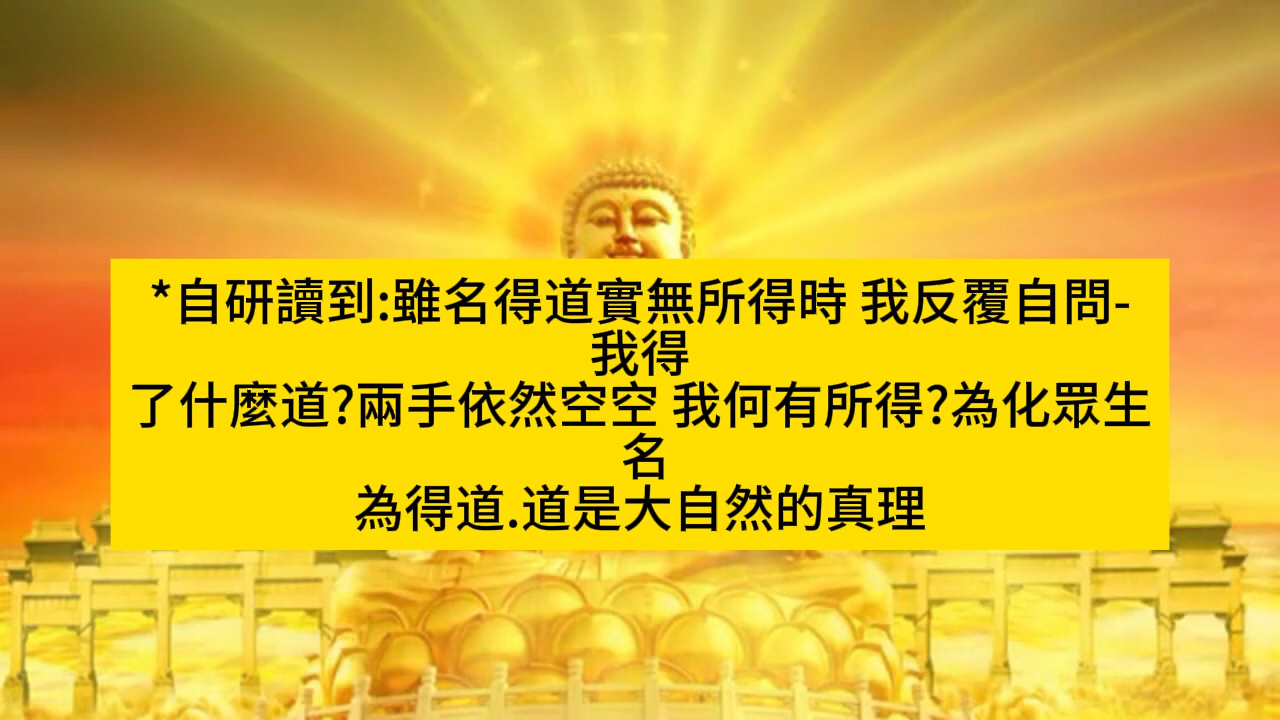 *自研讀到:雖名得道實無所得時 我反覆自問-
我得
了什麼道?兩手依然空空 我何有所得?為化眾生
名
為得道.道是大自然的真理